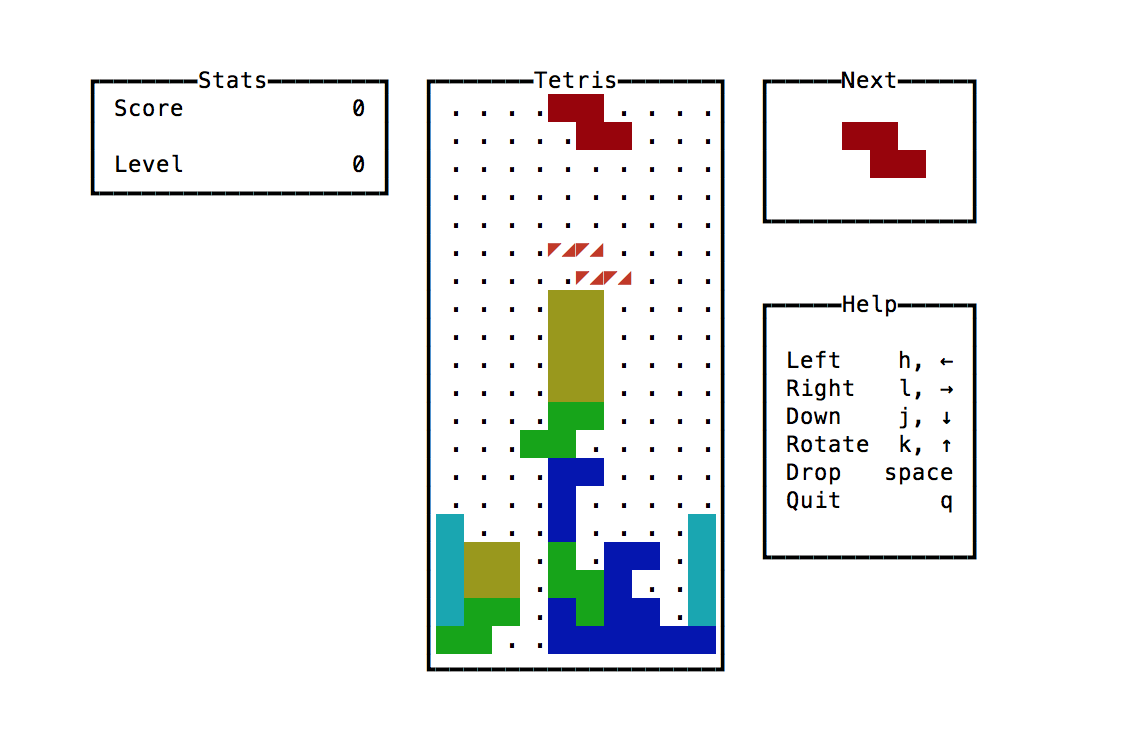 Stats
Score 0
Level 0
Tetris
Next
Help
Left h, ←
Right l, →
Down j, ↓
Rotate k, ↑
Drop space
Quit q